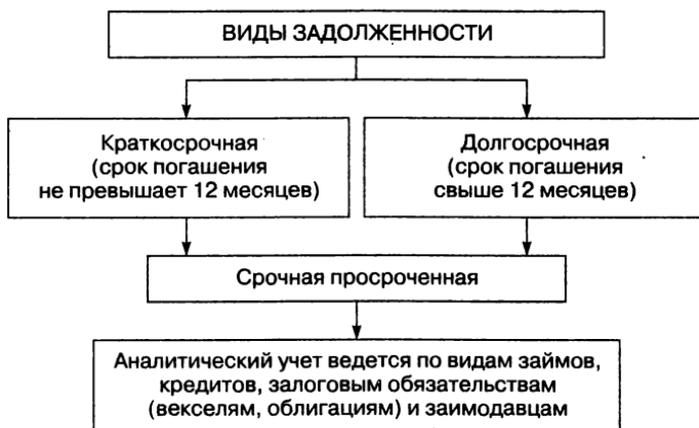 ВИДЫ ЗАДОЛЖЕННОСТИ
Краткосрочная
(срок погашения
не превышает 12 месяцев)
Долгосрочная
(срок погашения
свыше 12 месяцев)
Срочная просроченная
Аналитический учет ведется по видам займов,
кредитов, залоговым обязательствам
(векселям, облигациям) и заимодавцам